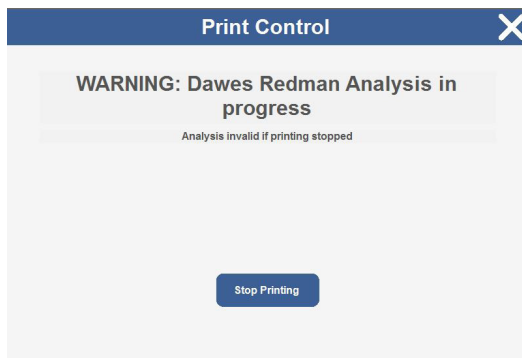 Print Control
WARNING: Dawes Redman Analysis in
progress
Analysis invalid if printing stopped
Stop Printing